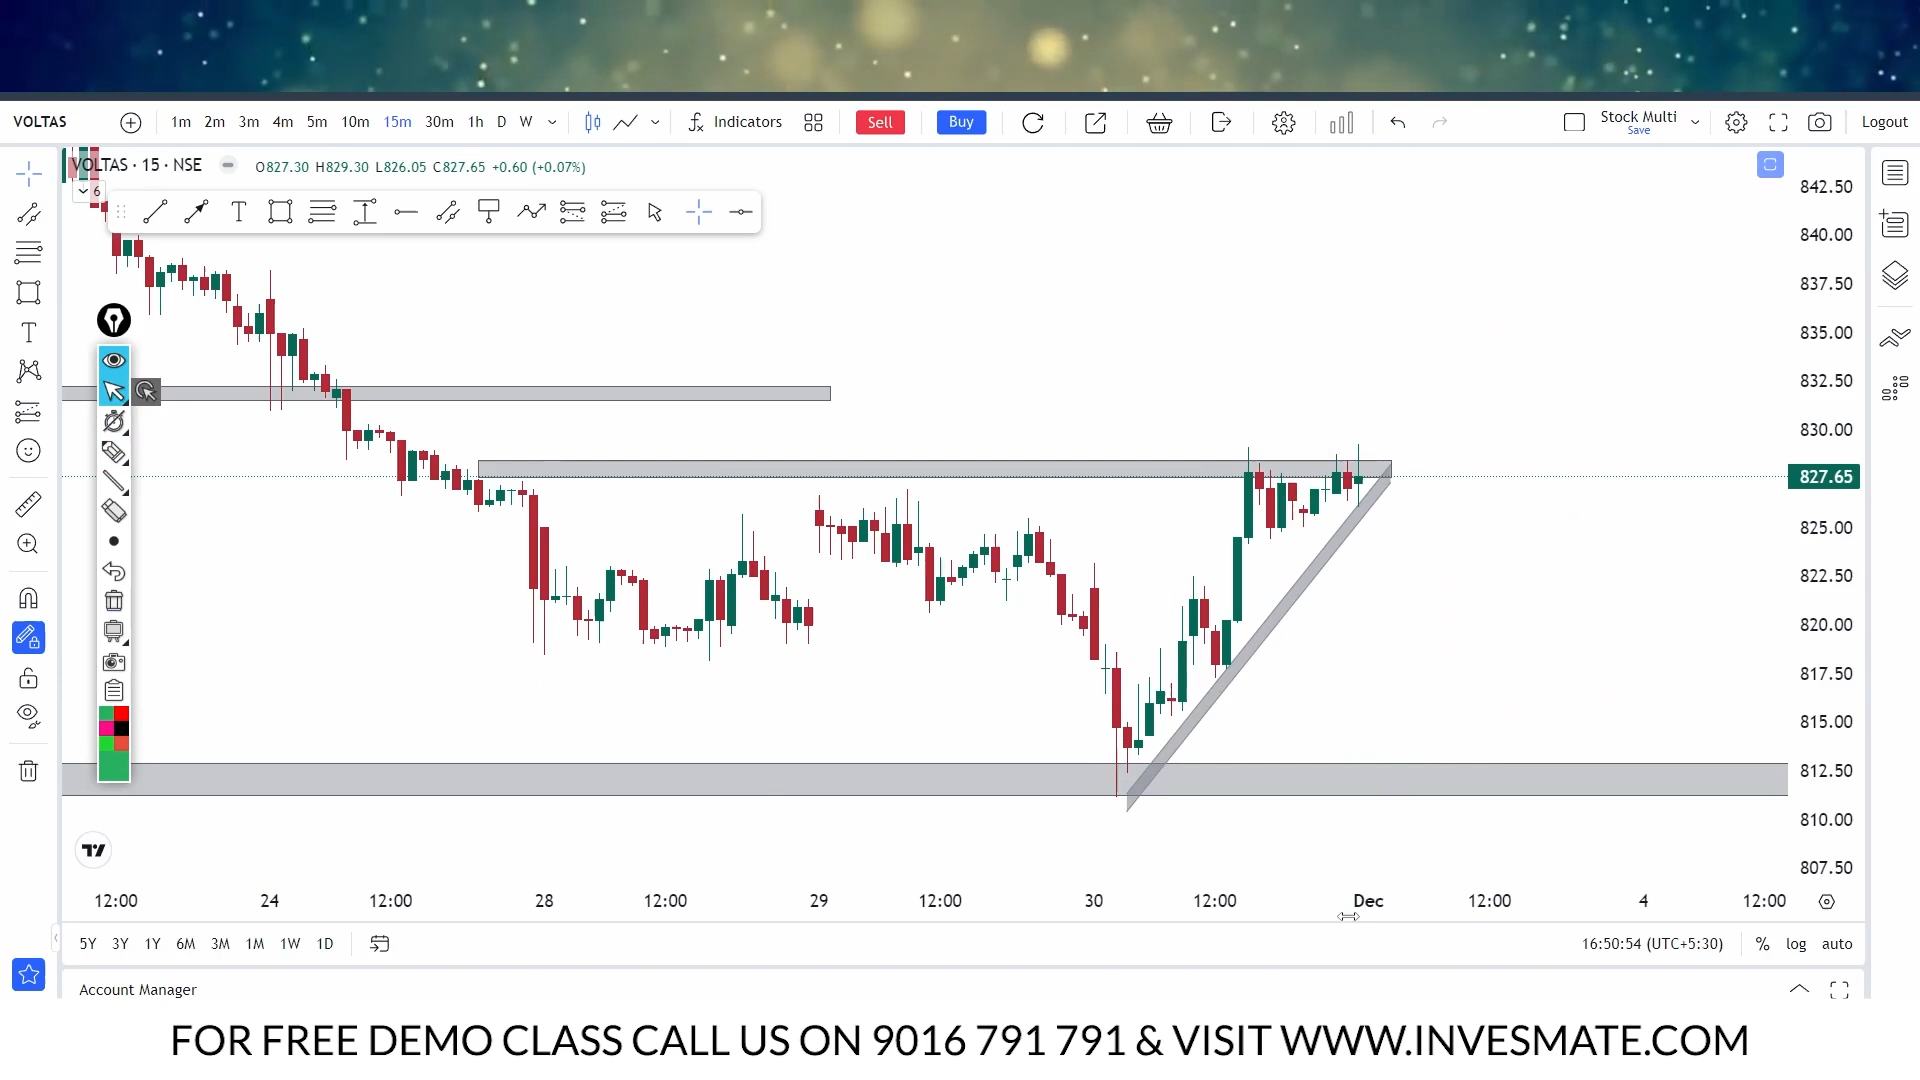 VOLTAS 1m 2m 3m 4m 5m 10m 15m 30m 1h D W Indicators Sell Buy Stock Multi Save Logout
VOLTAS · 15 · NSE O827.30 H829.30 L826.05 C827.65 +0.60 (+0.07%)
6
T
T
842.50
840.00
837.50
835.00
832.50
830.00
827.65
825.00
822.50
820.00
817.50
815.00
812.50
810.00
807.50
12:00 24 12:00 28 12:00 29 12:00 30 12:00 Dec 12:00 4 12:00
5Y 3Y 1Y 6M 3M 1M 1W 1D 16:50:54 (UTC+5:30) % log auto
Account Manager
FOR FREE DEMO CLASS CALL US ON 9016 791 791 & VISIT WWW.INVESMATE.COM